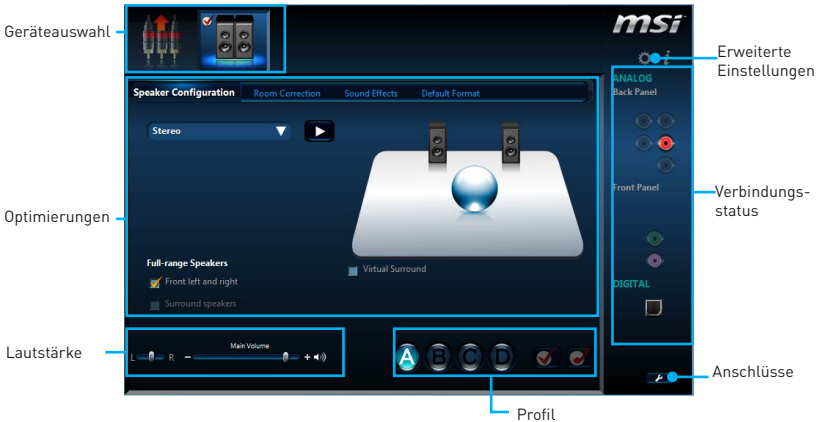 Geräteauswahl
msi
Erweiterte
Einstellungen
ANALOG
Back Panel
Speaker Configuration
Room Correction
Sound Effects
Default Format
Stereo
Front Panel
Verbindungs-
status
Optimierungen
Full-range Speakers
Front left and right
Virtual Surround
Surround speakers
DIGITAL
Lautstärke
Main Volume
L
R
A B C D
Anschlüsse
Profil